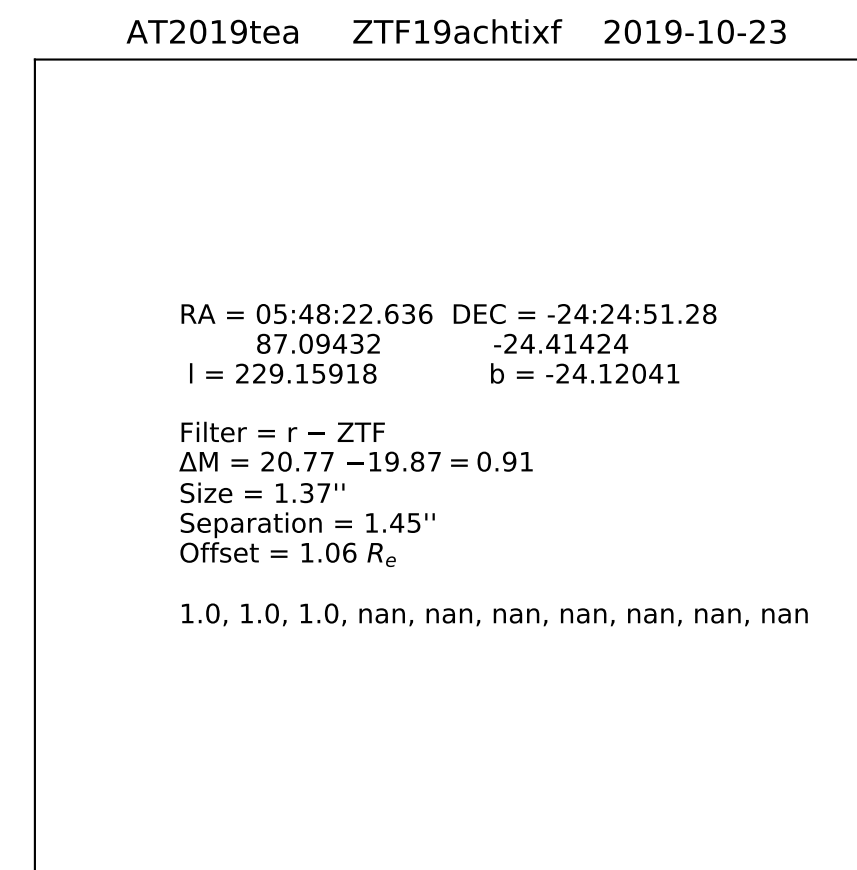 AT2019tea ZTF19achtixf 2019-10-23
RA = 05:48:22.636 DEC = -24:24:51.28
87.09432 -24.41424
l = 229.15918 b = -24.12041
Filter = r − ZTF
ΔM = 20.77 −19.87 = 0.91
Size = 1.37''
Separation = 1.45''
Offset = 1.06 Re
1.0, 1.0, 1.0, nan, nan, nan, nan, nan, nan, nan